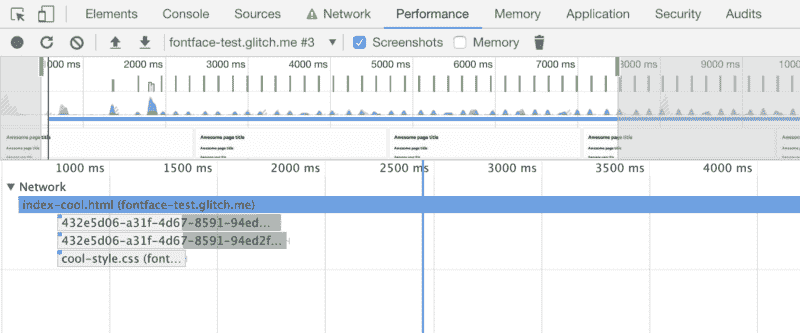 Elements Console Sources Network Performance Memory Application Security Audits
fontface-test.glitch.me #3 Screenshots Memory
000 ms 2000 ms 3000 ms 4000 ms 5000 ms 6000 ms 7000 ms 8000 ms 9000 ms
Awesome page title Awesome page title Awesome page title Awesome page title
1000 ms 1500 ms 2000 ms 2500 ms 3000 ms 3500 ms 4000 ms
Network
index-cool.html (fontface-test.glitch.me)
432e5d06-a31f-4d67-8591-94ed...
432e5d06-a31f-4d67-8591-94ed2f...
cool-style.css (font...